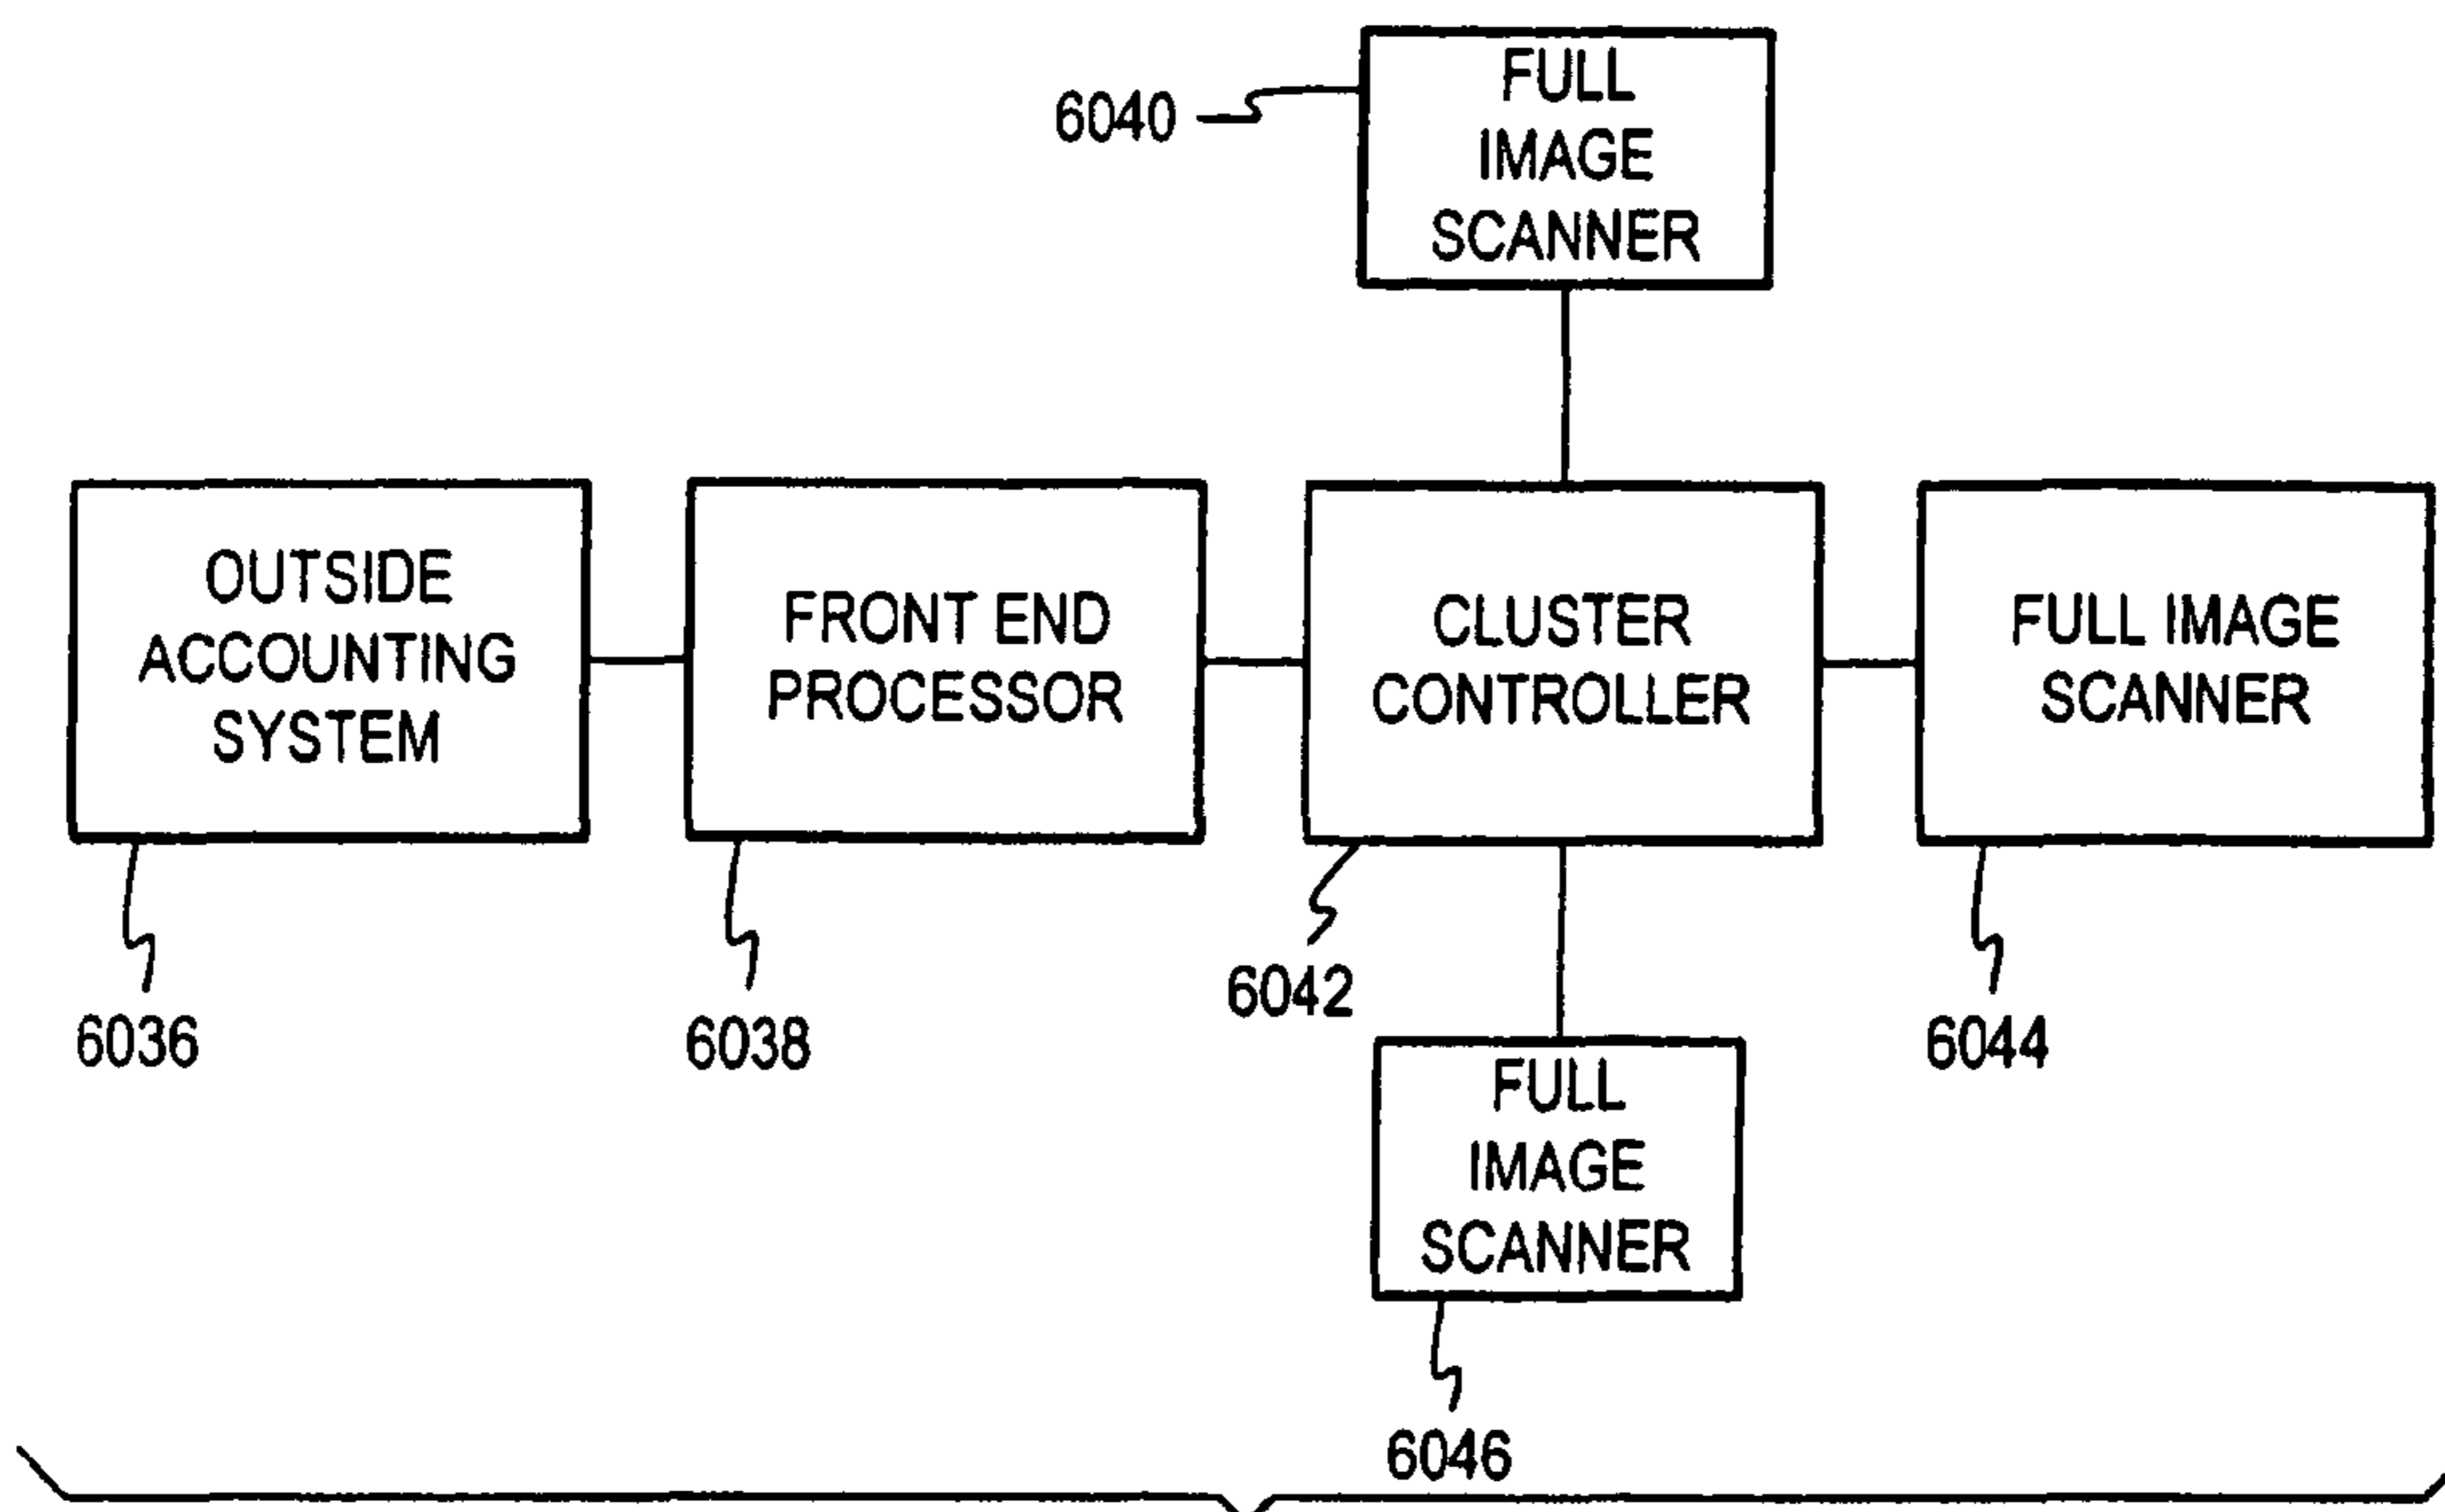 6040
FULL
IMAGE
SCANNER
OUTSIDE
ACCOUNTING
SYSTEM
FRONT END
PROCESSOR
CLUSTER
CONTROLLER
FULL IMAGE
SCANNER
6036
6038
6042
6044
FULL
IMAGE
SCANNER
6046